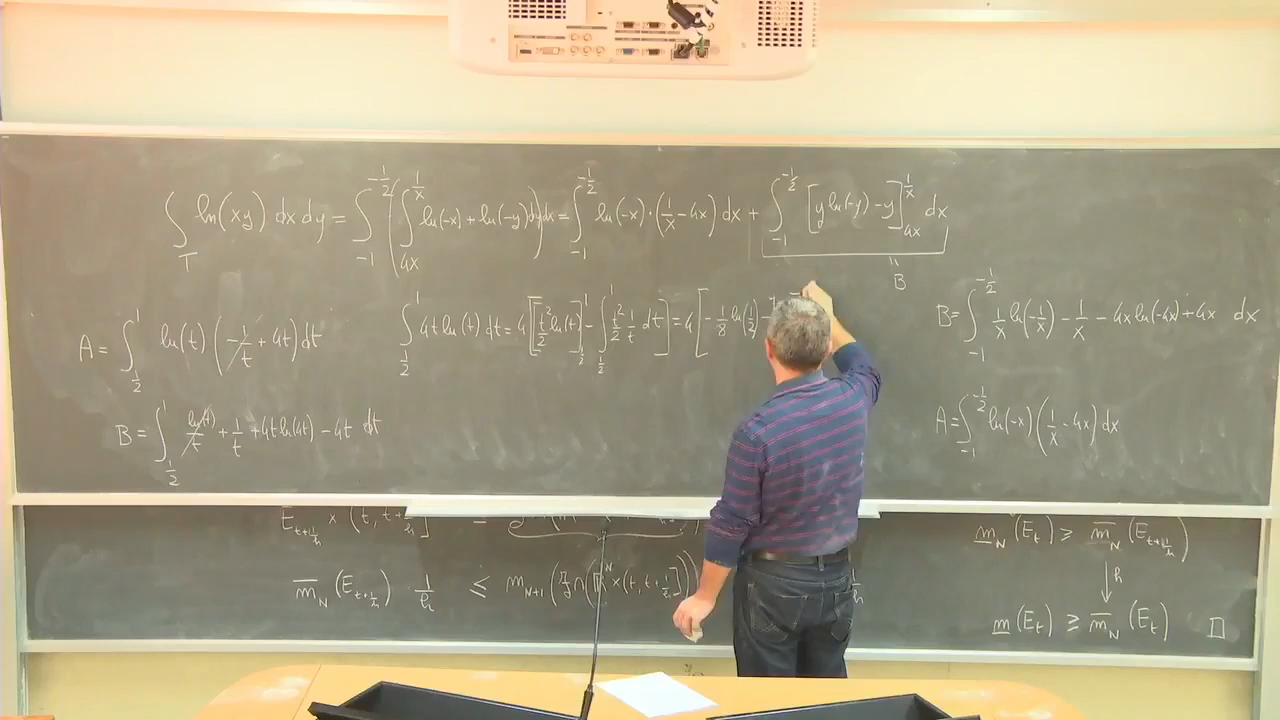 ∫_T ln(xy) dx dy = ∫_{-1}^{-1/2} ( ∫_{4x}^{1/x} ln(-x) + ln(-y) dy ) dx = ∫_{-1}^{-1/2} ln(-x) · (1/x - 4x) dx + ∫_{-1}^{-1/2} [y ln(-y) - y]_{4x}^{1/x} dx
" B
A = ∫_{1/2}^{1} ln(t) (-1/t + 4t) dt
∫_{1/2}^{1} 4t ln(t) dt = 4 [ [t²/2 ln(t)]_{1/2}^{1} - ∫_{1/2}^{1} t²/2 1/t dt ] = 4 [ -1/8 ln(1/2) -
B = ∫_{-1}^{-1/2} 1/x ln(-1/x) - 1/x - 4x ln(-4x) + 4x dx
B = ∫_{1/2}^{1} ln(t)/t + 1/t + 4t ln(4t) - 4t dt
A = ∫_{-1}^{-1/2} ln(-x) (1/x - 4x) dx
E_{t+1/h} × (t, t+1/h] =
m̅_N (E_{t+1/h}) · 1/h ≤ m_{N+1} (
m̲_N (E_t) ≥ m̅_N (E_{t+1/h})
↓ h
m̲ (E_t) ≥ m̅_N (E_t) □